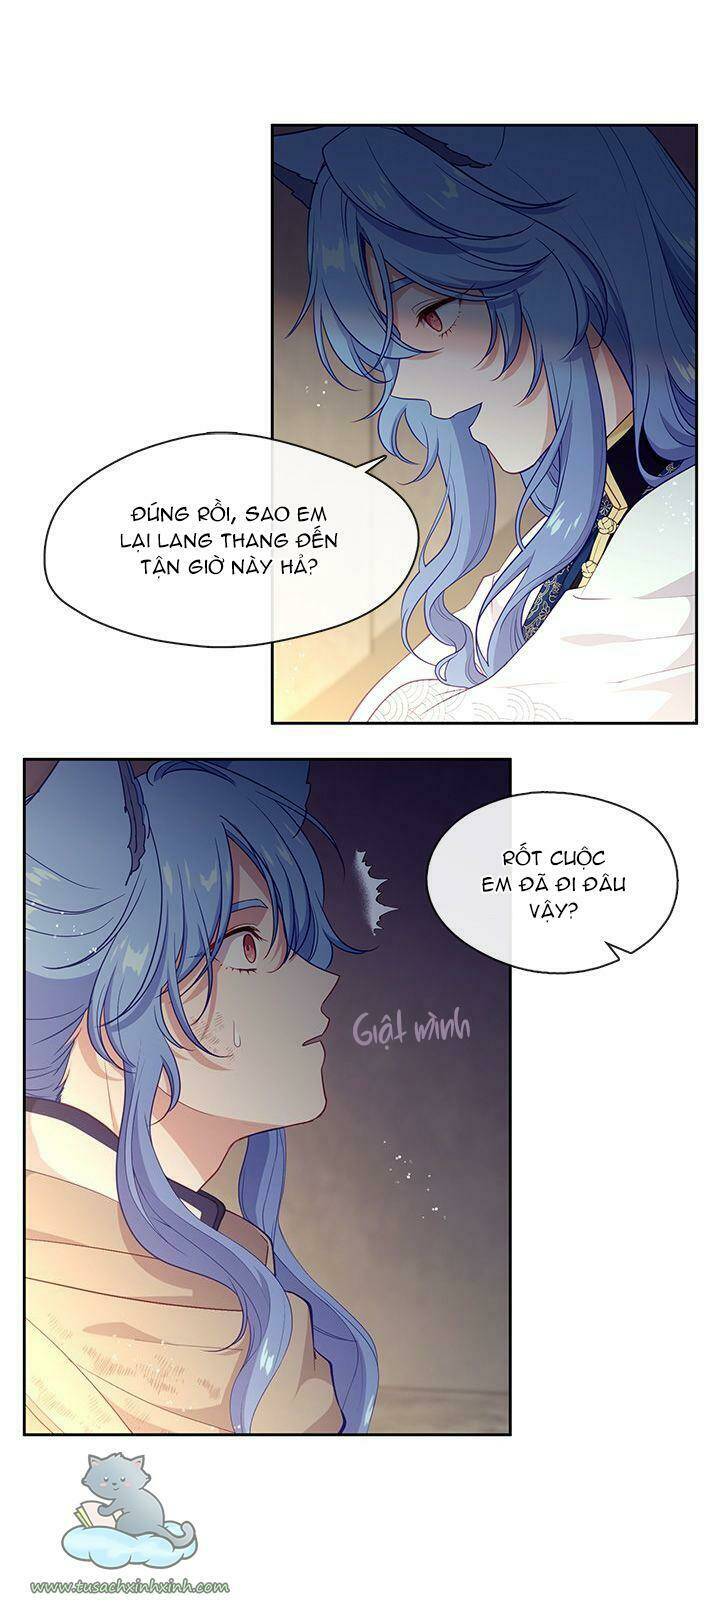 ĐÚNG RỒI, SAO EM
LẠI LANG THANG ĐẾN
TẬN GIỜ NÀY HẢ?
RỐT CUỘC
EM ĐÃ ĐI ĐÂU
VẬY?
Giật mình
www.tusachxinhxinh.com